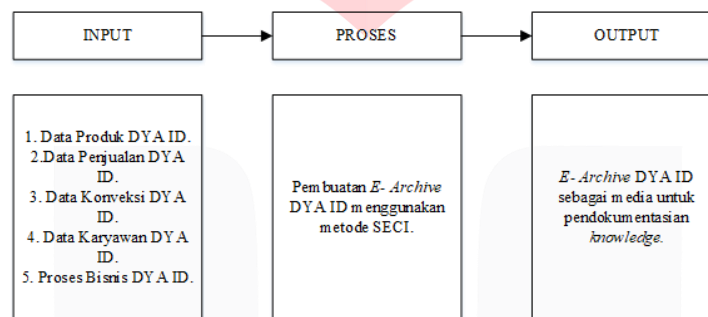 INPUT
PROSES
OUTPUT
1. Data Produk DYA ID.
2.Data Penjualan DYA
ID.
3. Data Konveksi DYA
ID.
4. Data Karyawan DYA
ID.
5. Proses Bisnis DYA ID.
Pembuatan E- Archive
DYA ID menggunakan
metode SECI.
E- Archive DYA ID
sebagai media untuk
pendokumentasian
knowledge.